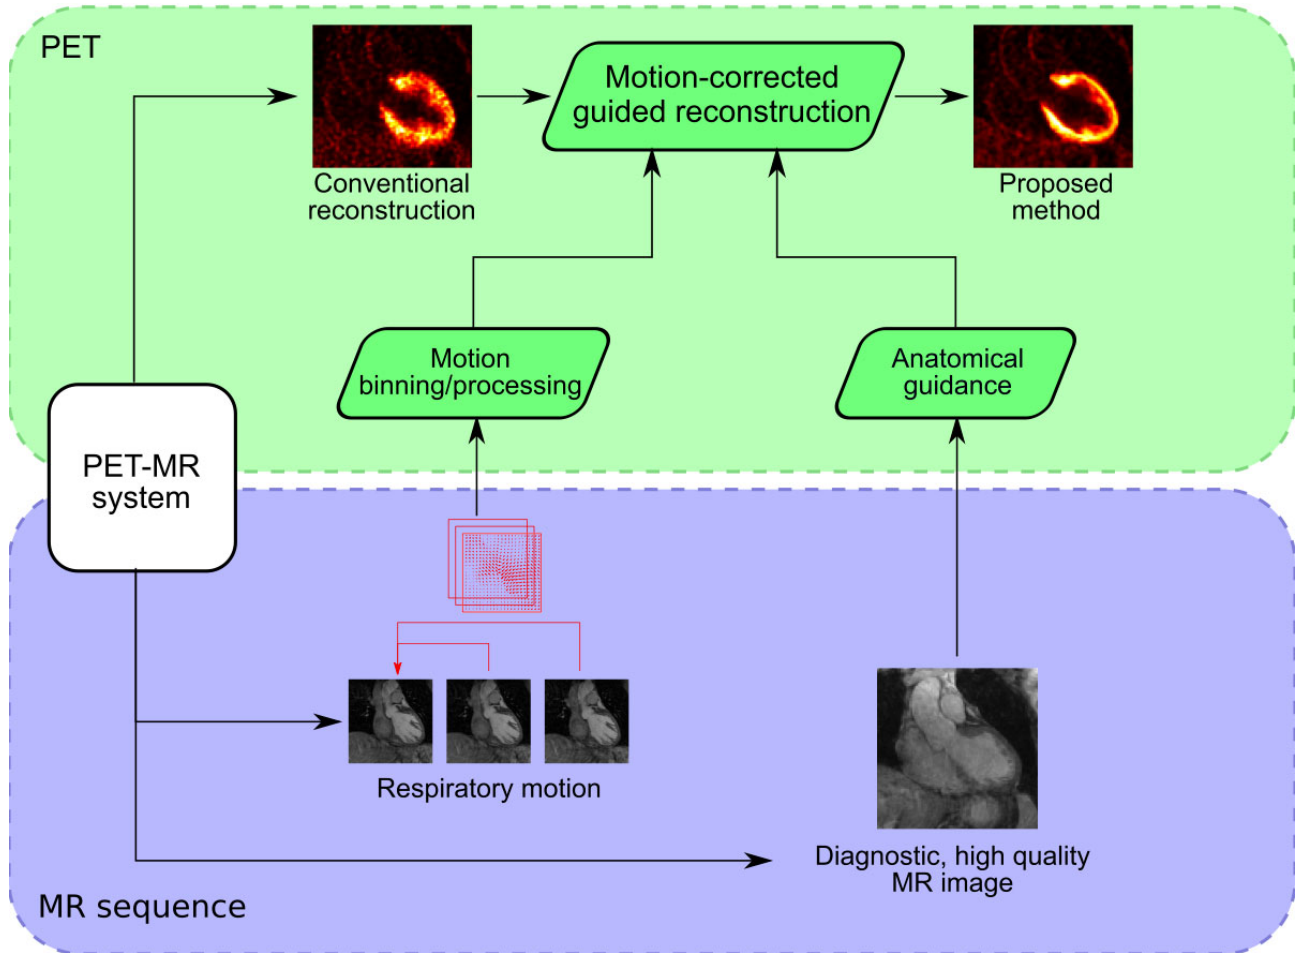 PET
Motion-corrected
guided reconstruction
Conventional
reconstruction
Proposed
method
Motion
binning/processing
Anatomical
guidance
PET-MR
system
Respiratory motion
Diagnostic, high quality
MR image
MR sequence